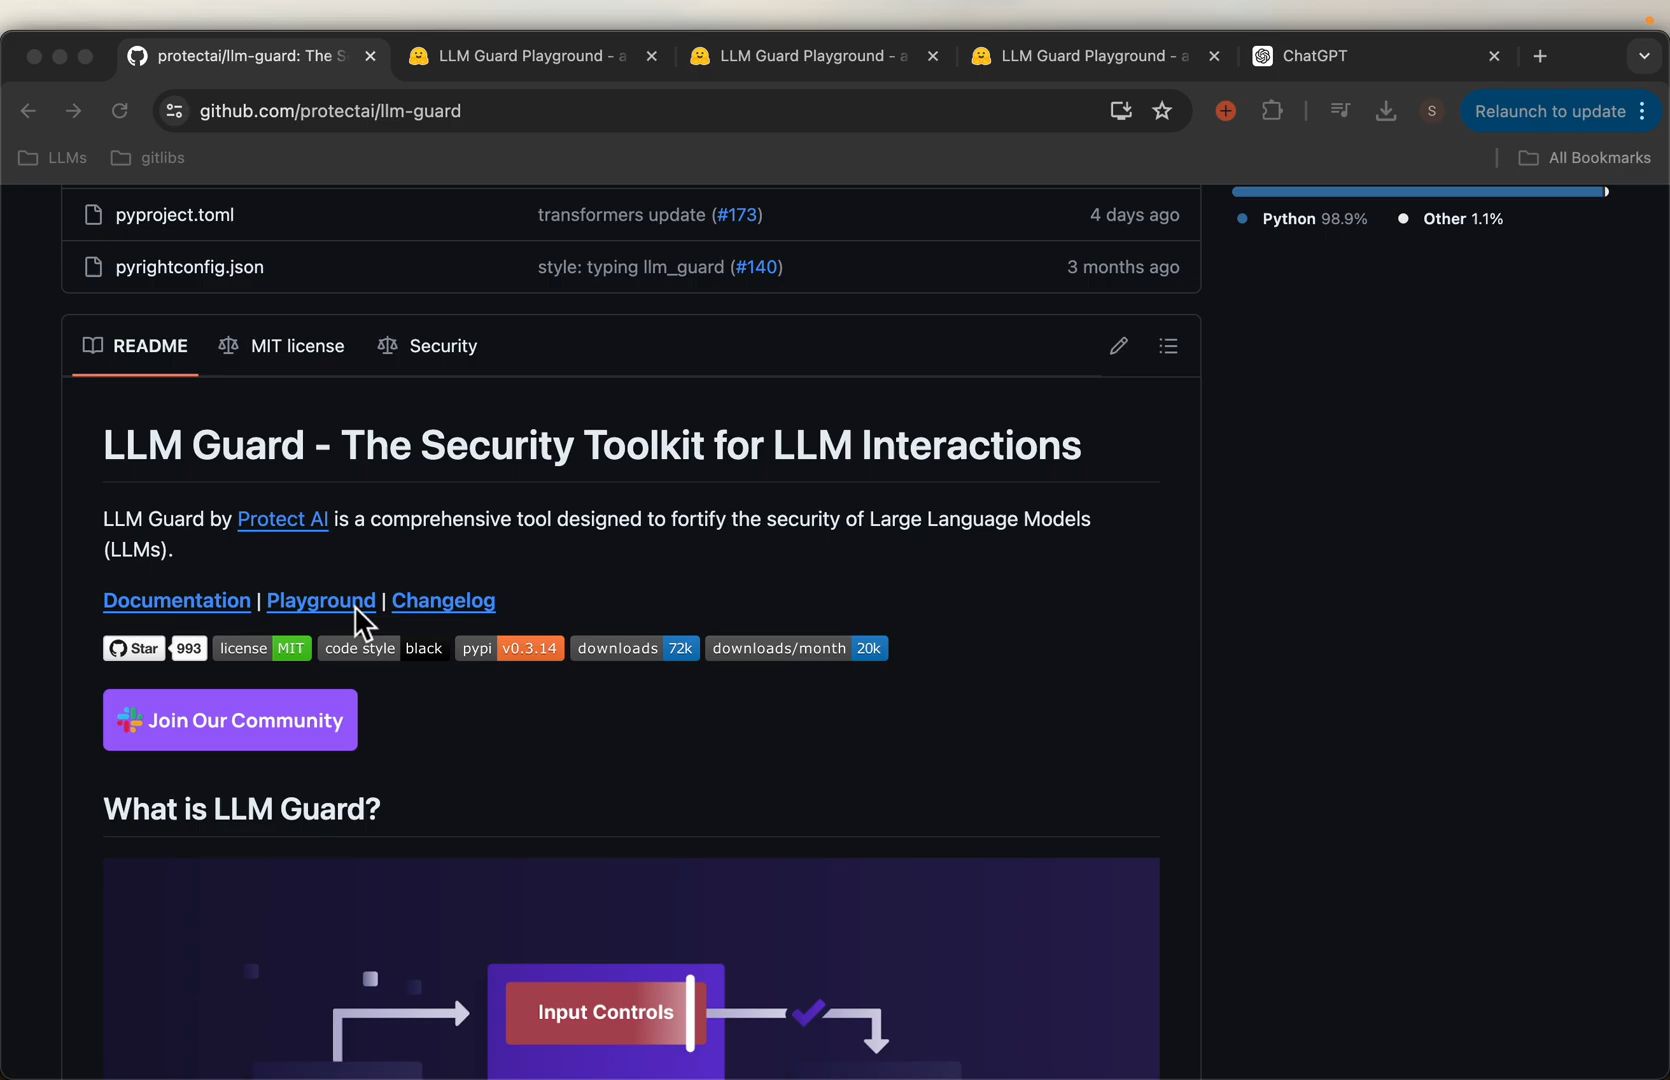 protectai/llm-guard: The S
LLM Guard Playground - a
LLM Guard Playground - a
LLM Guard Playground - a
ChatGPT
github.com/protectai/llm-guard
S
Relaunch to update
LLMs
gitlibs
All Bookmarks
pyproject.toml transformers update (#173) 4 days ago
Python 98.9% Other 1.1%
pyrightconfig.json style: typing llm_guard (#140) 3 months ago
README MIT license Security
LLM Guard - The Security Toolkit for LLM Interactions
LLM Guard by Protect AI is a comprehensive tool designed to fortify the security of Large Language Models
(LLMs).
Documentation | Playground | Changelog
Star 993 license MIT code style black pypi v0.3.14 downloads 72k downloads/month 20k
Join Our Community
What is LLM Guard?
Input Controls